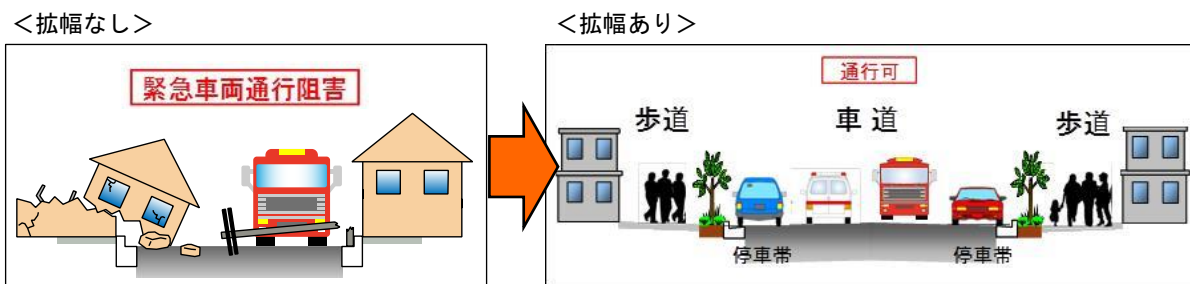 ＜拡幅なし＞
＜拡幅あり＞
緊急車両通行阻害
通行可
歩道
車道
歩道
停車帯
停車帯